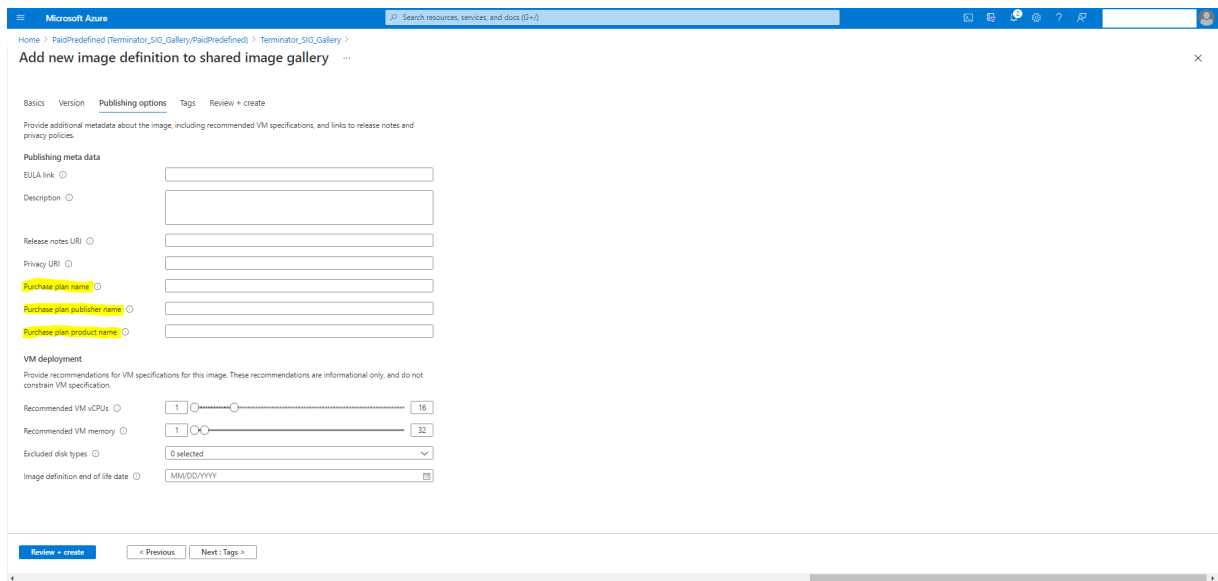 Microsoft Azure
Search resources, services, and docs (G+/)
2
Home > PaidPredefined (Terminator_SIG_Gallery/PaidPredefined) > Terminator_SIG_Gallery >
Add new image definition to shared image gallery ...
Basics Version Publishing options Tags Review + create
Provide additional metadata about the image, including recommended VM specifications, and links to release notes and
privacy policies.
Publishing meta data
EULA link
Description
Release notes URI
Privacy URI
Purchase plan name
Purchase plan publisher name
Purchase plan product name
VM deployment
Provide recommendations for VM specifications for this image. These recommendations are informational only, and do not
constrain VM specification.
Recommended VM vCPUs 1 16
Recommended VM memory 1 32
Excluded disk types 0 selected
Image definition end of life date MM/DD/YYYY
Review + create < Previous Next : Tags >